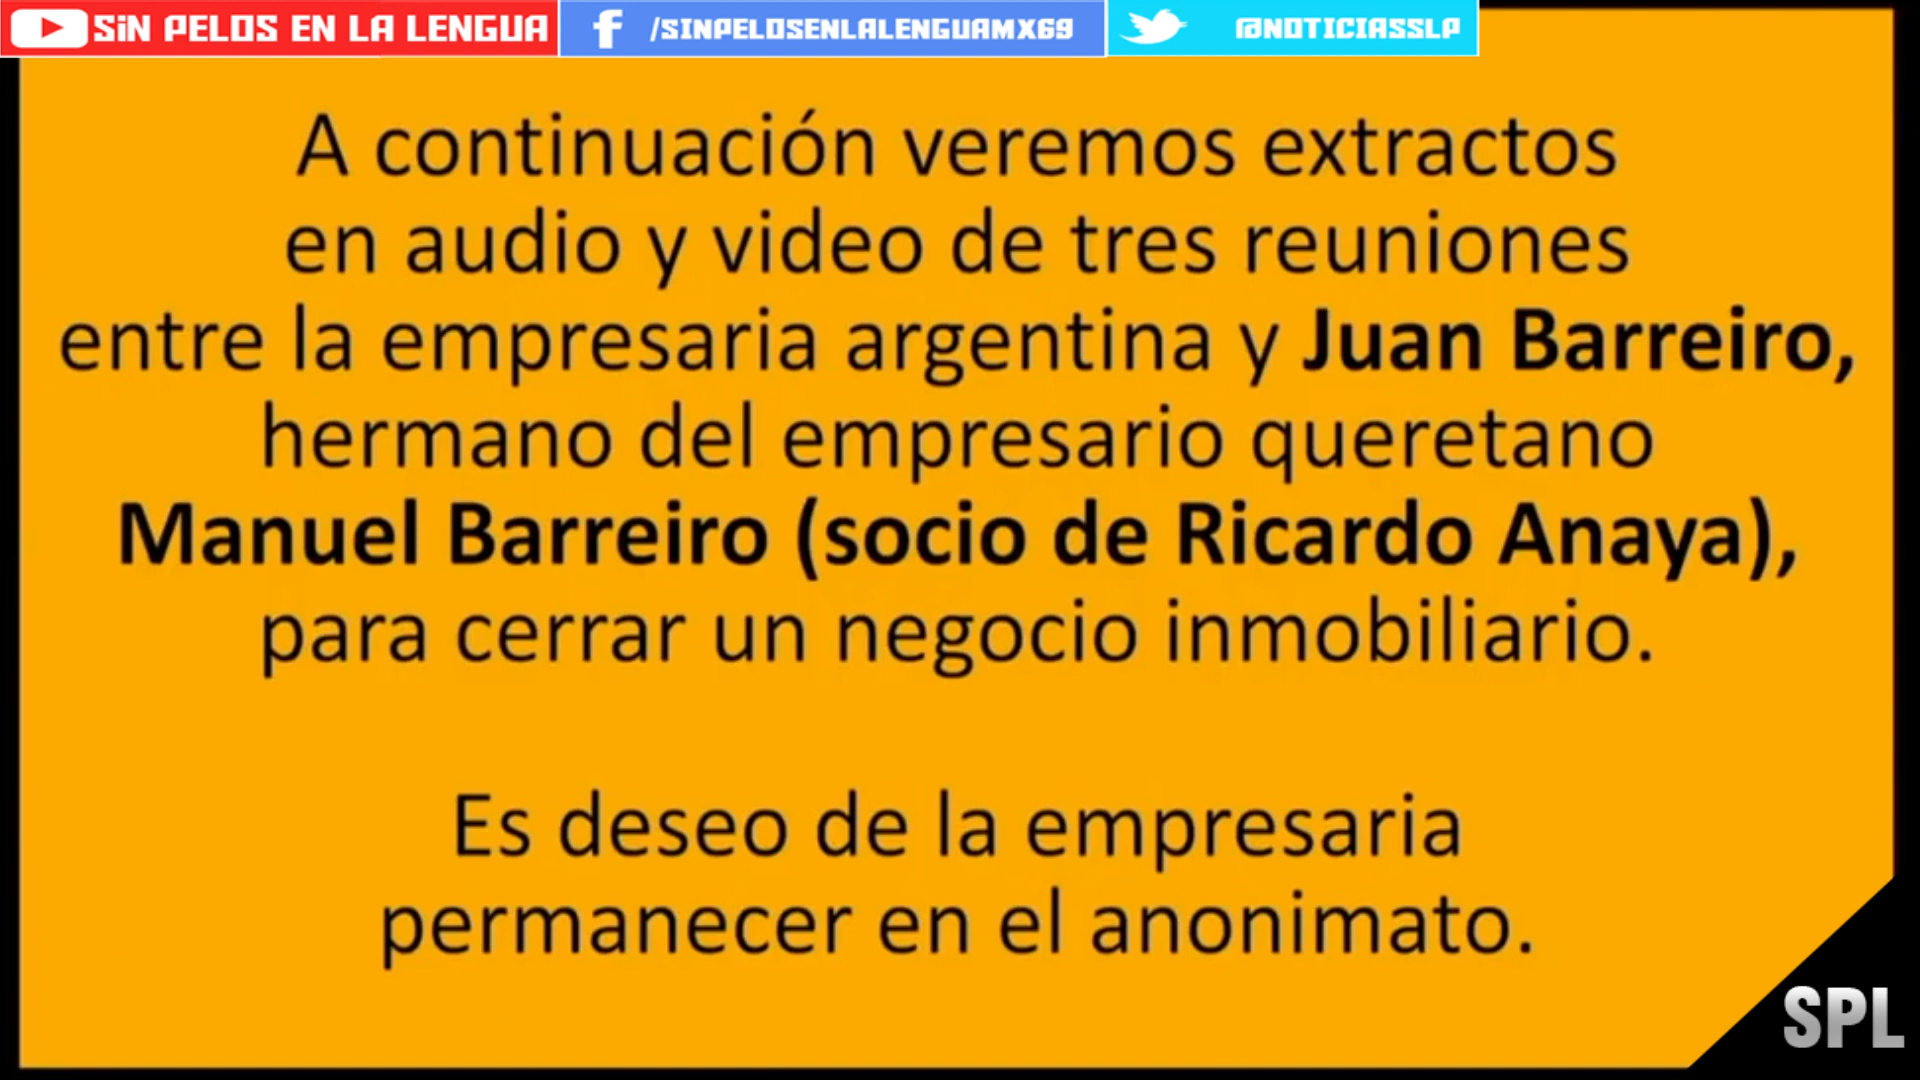 SiN PELOS EN LA LENGUA
/SINPELOSENLALENGUAMX69
@NOTICIASSLP
A continuación veremos extractos
en audio y video de tres reuniones
entre la empresaria argentina y Juan Barreiro,
hermano del empresario queretano
Manuel Barreiro (socio de Ricardo Anaya),
para cerrar un negocio inmobiliario.
Es deseo de la empresaria
permanecer en el anonimato.
SPL